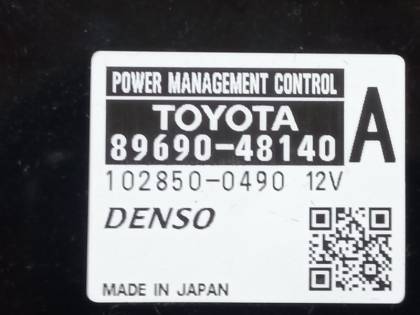 POWER MANAGEMENT CONTROL
TOYOTA
89690-48140
A
102850-0490 12V
DENSO
MADE IN JAPAN